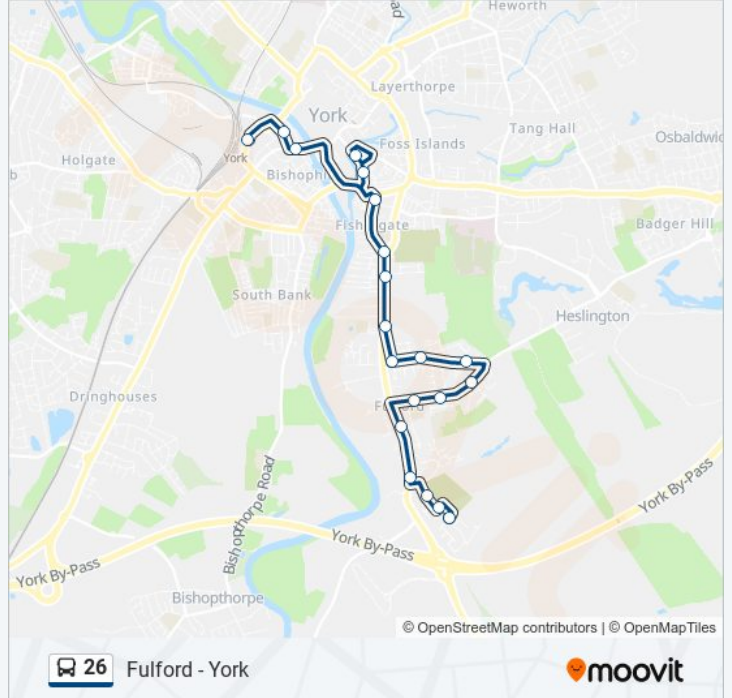 Heworth
ad
Layerthorpe
York
Foss Islands
Tang Hall
Osbaldwic
Holgate
York
b
Bishophi
Fishergate
Badger Hill
South Bank
Heslington
Dringhouses
Bishopthorpe Road
York By-Pass
York By-Pass
York By-Pass
Bishopthorpe
© OpenStreetMap contributors | © OpenMapTiles
26 Fulford - York
moovit